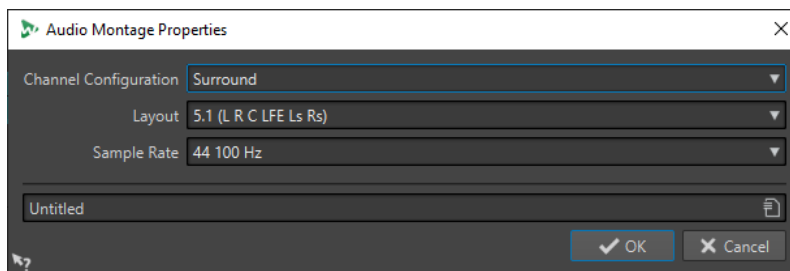 Audio Montage Properties
Channel Configuration Surround
Layout 5.1 (L R C LFE Ls Rs)
Sample Rate 44 100 Hz
Untitled
OK Cancel
?